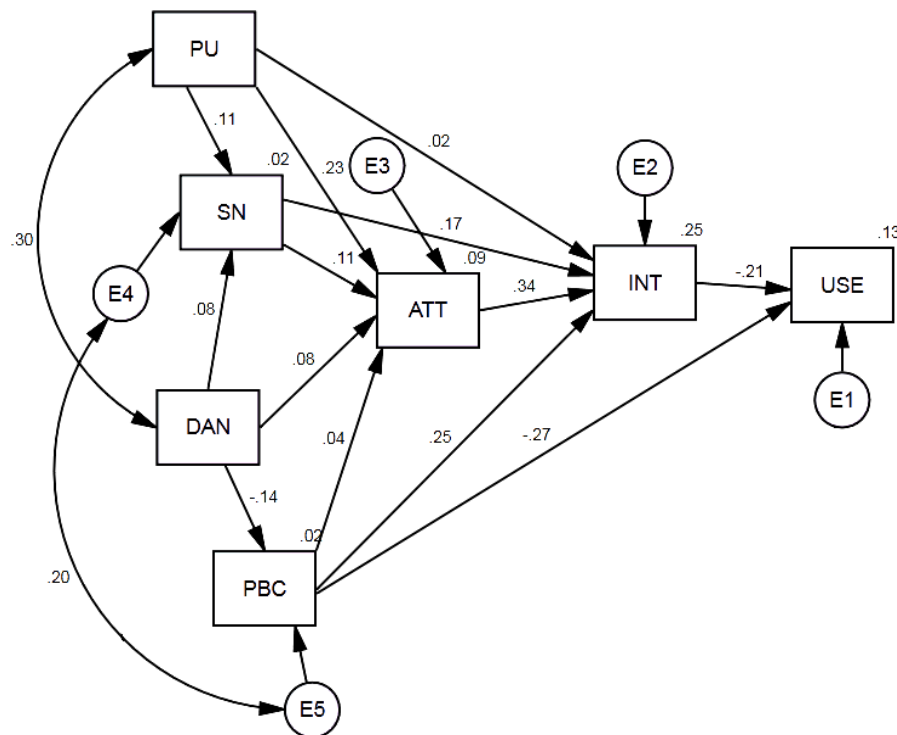 PU
.11
.02
.02
.23
E3
E2
SN
.17
.25
.13
.30
.11
.09
INT
-.21
USE
E4
ATT
.34
.08
.08
E1
DAN
.04
.25
-.27
-.14
.02
PBC
.20
E5